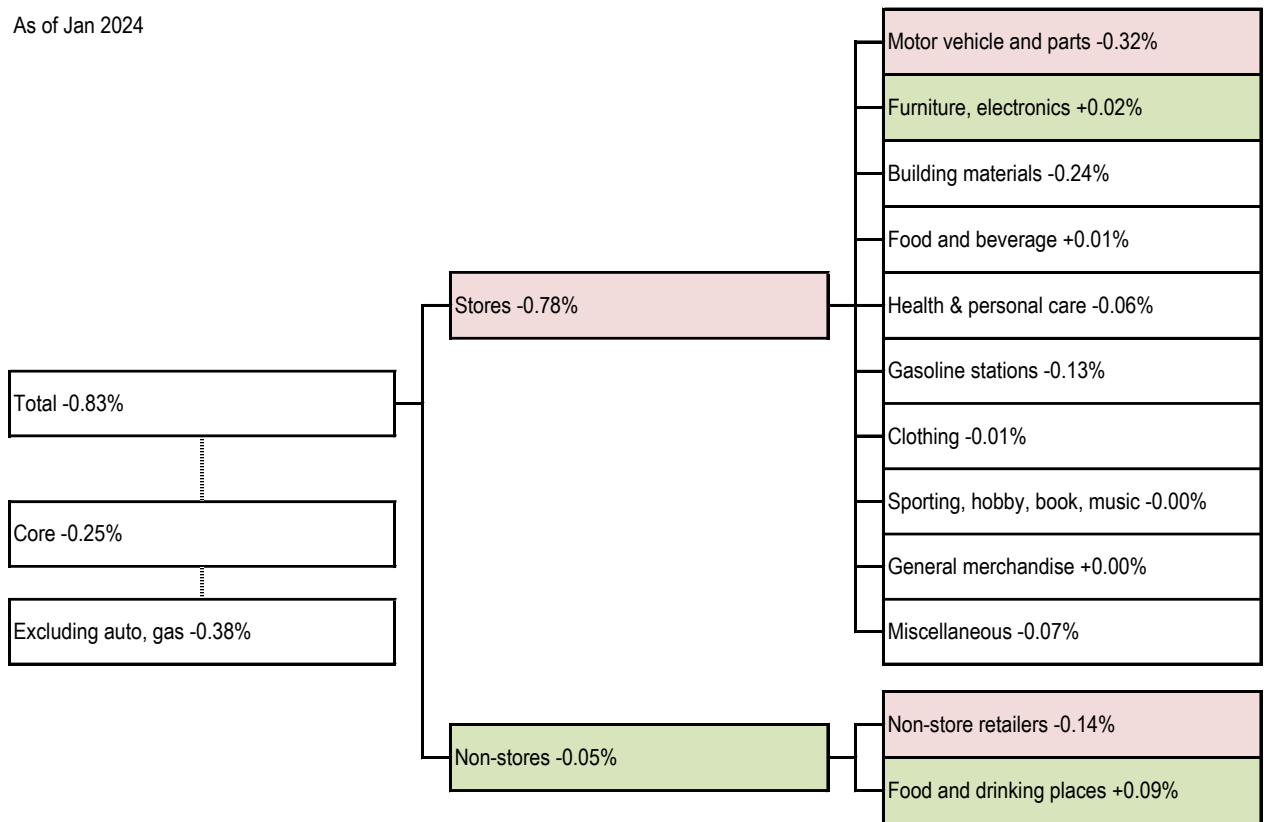 As of Jan 2024
Total -0.83%
Core -0.25%
Excluding auto, gas -0.38%
Stores -0.78%
Non-stores -0.05%
Motor vehicle and parts -0.32%
Furniture, electronics +0.02%
Building materials -0.24%
Food and beverage +0.01%
Health & personal care -0.06%
Gasoline stations -0.13%
Clothing -0.01%
Sporting, hobby, book, music -0.00%
General merchandise +0.00%
Miscellaneous -0.07%
Non-store retailers -0.14%
Food and drinking places +0.09%